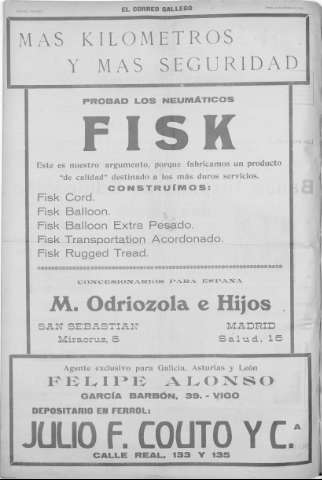 EL CORREO GALLEGO
MAS KILOMETROS
Y MAS SEGURIDAD
PROBAD LOS NEUMÁTICOS
FISK
Este es nuestro argumento, porque fabricamos un producto
"de calidad" destinado a los más duros servicios.
CONSTRUÍMOS:
Fisk Cord.
Fisk Balloon.
Fisk Balloon Extra Pesado.
Fisk Transportation Acordonado.
Fisk Rugged Tread.
CONCESIONARIOS PARA ESPAÑA
M. Odriozola e Hijos
SAN SEBASTIAN MADRID
Miracruz, 5 Salud, 15
Agente exclusivo para Galicia, Asturias y León
FELIPE ALONSO
GARCÍA BARBÓN, 39. - VIGO
DEPOSITARIO EN FERROL:
JULIO F. COUTO Y C.ª
CALLE REAL, 133 Y 135